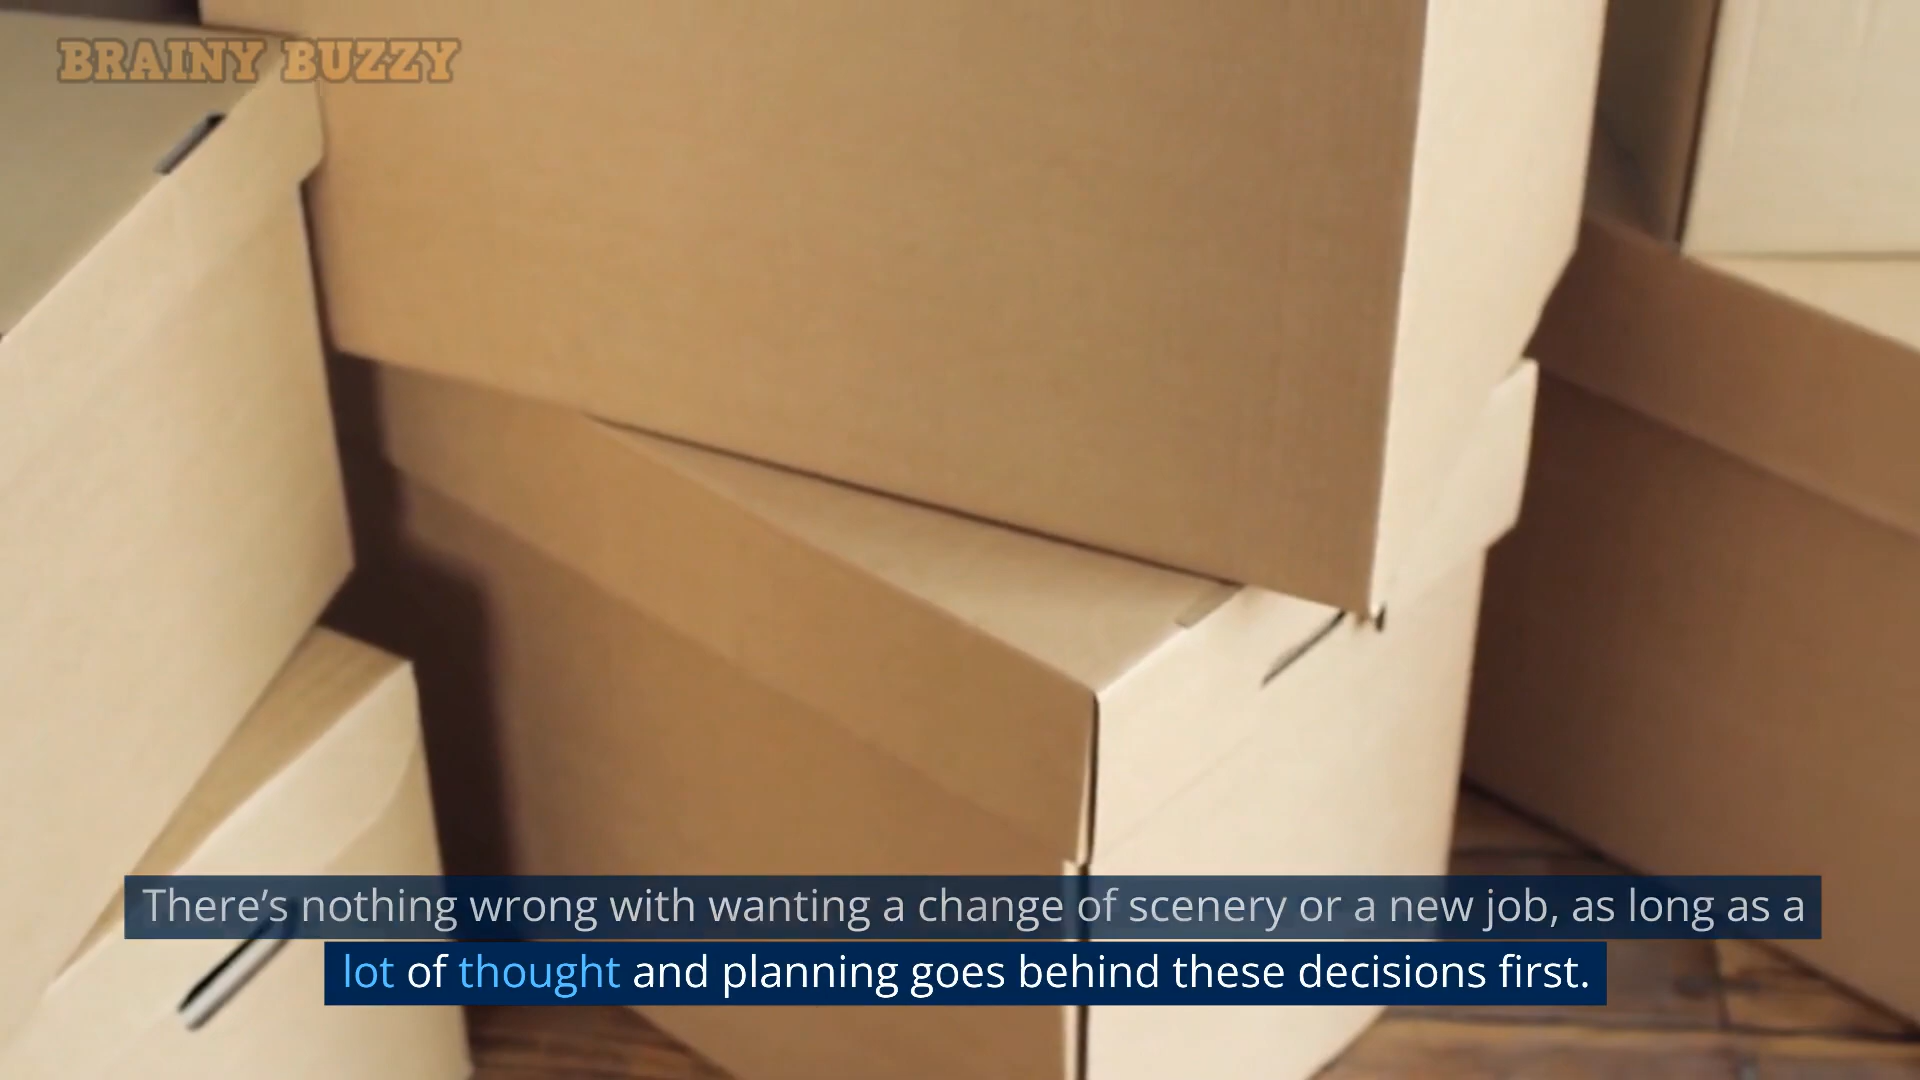 BRAINY BUZZY
There’s nothing wrong with wanting a change of scenery or a new job, as long as a
lot of thought and planning goes behind these decisions first.